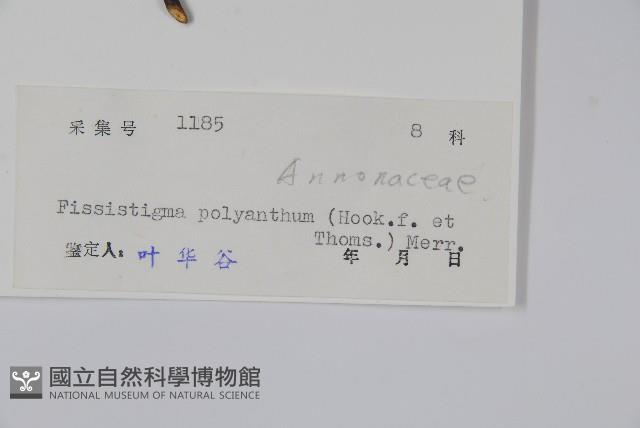 采集号 1185 8 科
Annonaceae
Fissistigma polyanthum (Hook.f. et
Thoms.) Merr.
鉴定人: 叶华谷 年 月 日
國立自然科學博物館
NATIONAL MUSEUM OF NATURAL SCIENCE